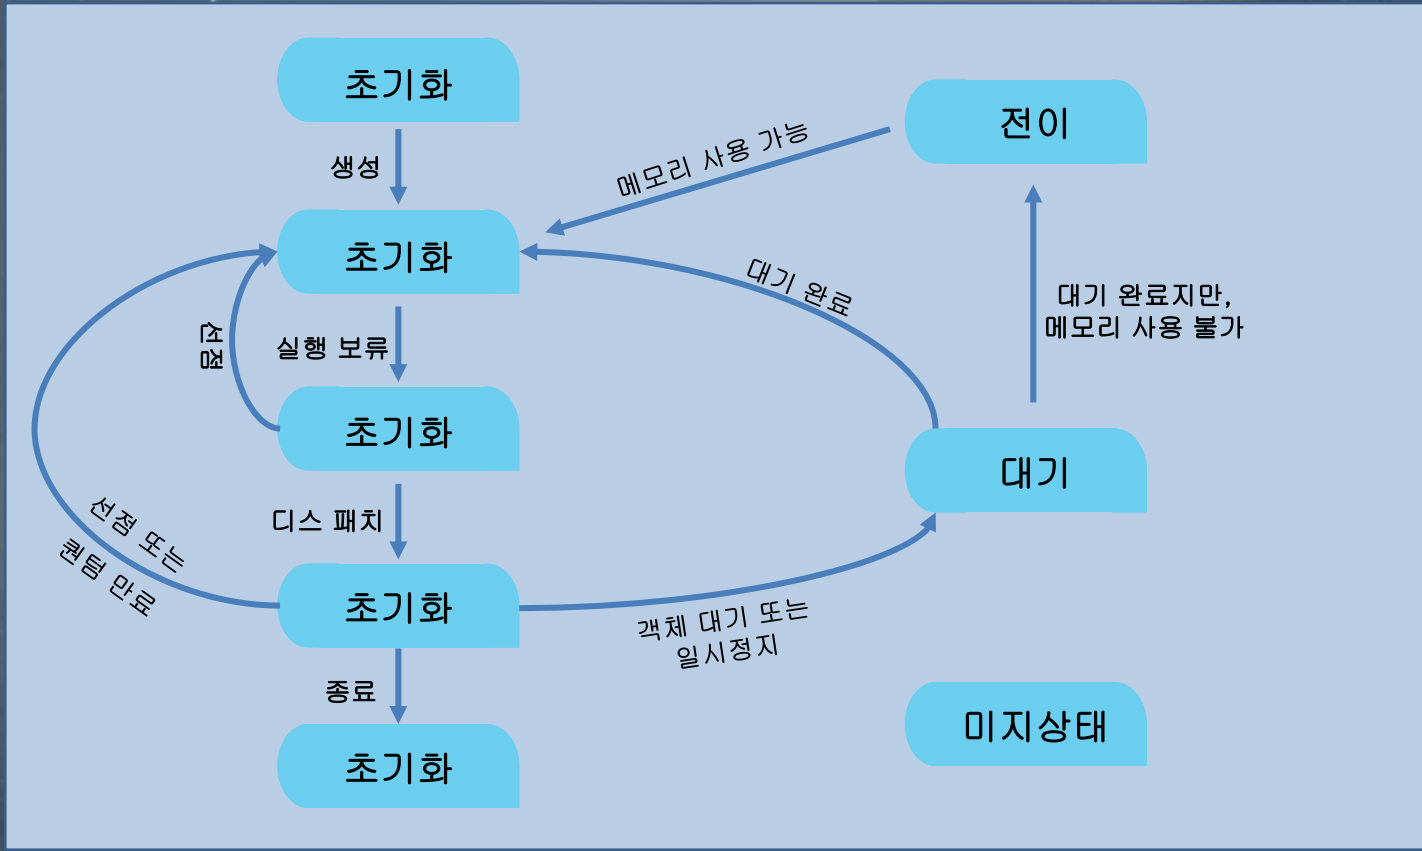 초기화
전이
메모리 사용 가능
생성
초기화
대기 완료
대기 완료지만,
메모리 사용 불가
선점
실행 보류
초기화
대기
선점 또는
퀀텀 만료
디스 패치
초기화
객체 대기 또는
일시정지
종료
미지상태
초기화